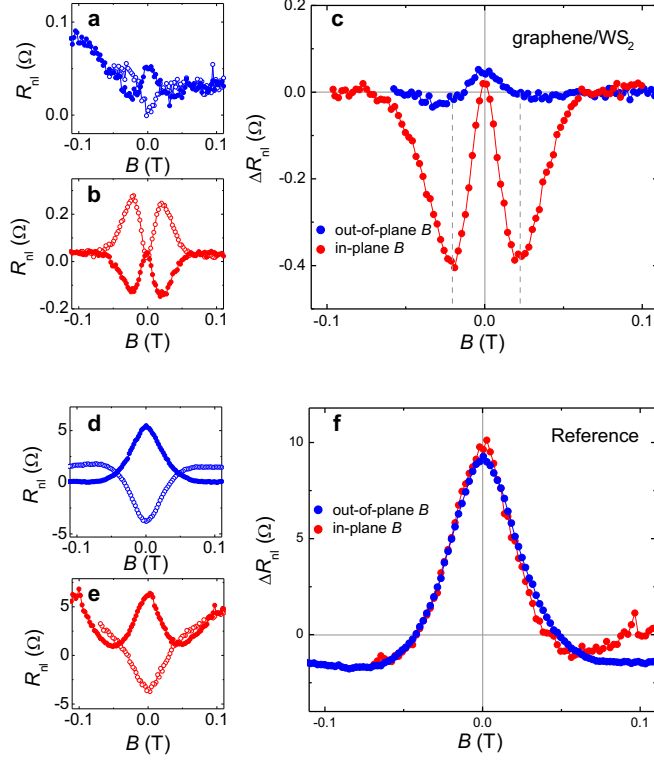 a
0.1
0.0
R_nl (Ω)
-0.1 0.0 0.1
B (T)
b
0.2
0.0
-0.2
R_nl (Ω)
-0.1 0.0 0.1
B (T)
c
graphene/WS₂
0.0
-0.2
-0.4
ΔR_nl (Ω)
out-of-plane B
in-plane B
-0.1 0.0 0.1
B (T)
d
5
0
-5
R_nl (Ω)
-0.1 0.0 0.1
B (T)
e
5
0
-5
R_nl (Ω)
-0.1 0.0 0.1
B (T)
f
Reference
10
5
0
ΔR_nl (Ω)
out-of-plane B
in-plane B
-0.1 0.0 0.1
B (T)